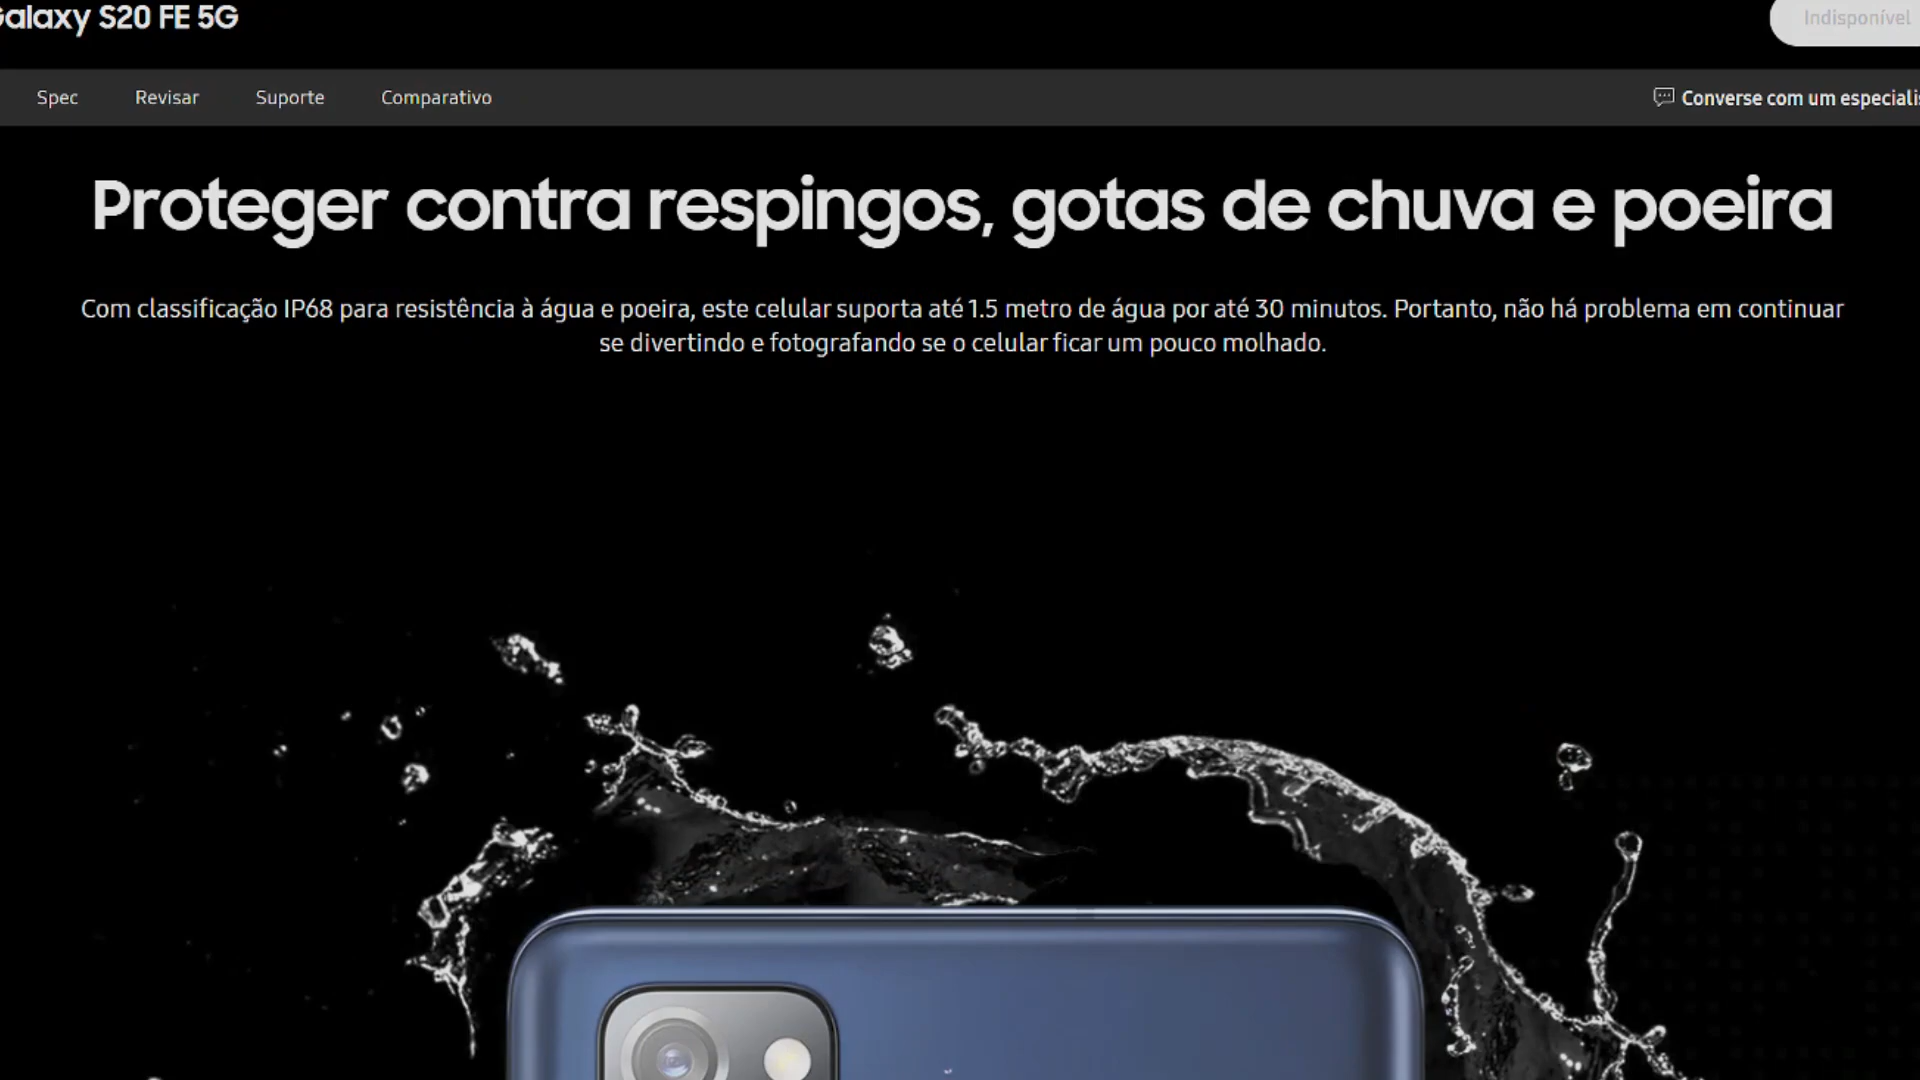 Galaxy S20 FE 5G
Indisponível
Spec
Revisar
Suporte
Comparativo
Converse com um
Proteger contra respingos, gotas de chuva e poeira
Com classificação IP68 para resistência à água e poeira, este celular suporta até 1.5 metro de água por até 30 minutos. Portanto, não há problema em continuar
se divertindo e fotografando se o celular ficar um pouco molhado.